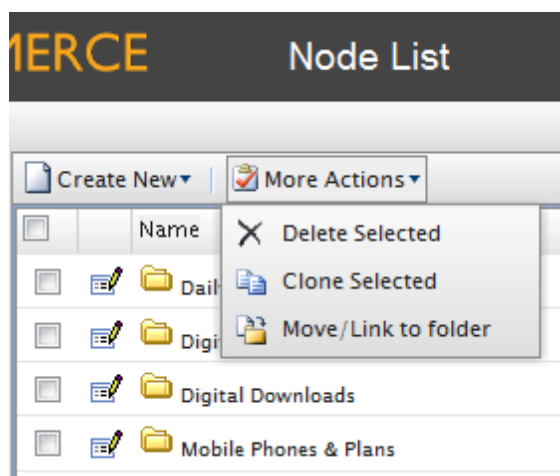 MERCE
Node List
Create New
More Actions
Name
Delete Selected
Clone Selected
Move/Link to folder
Digital Downloads
Mobile Phones & Plans